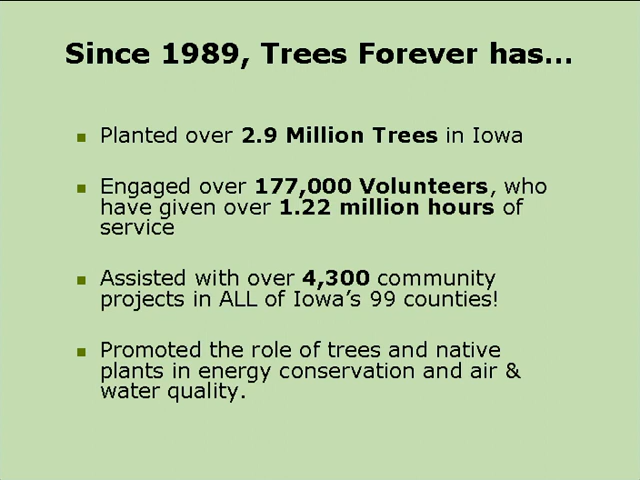 Since 1989, Trees Forever has...
Planted over 2.9 Million Trees in Iowa
Engaged over 177,000 Volunteers, who
have given over 1.22 million hours of
service
Assisted with over 4,300 community
projects in ALL of Iowa’s 99 counties!
Promoted the role of trees and native
plants in energy conservation and air &
water quality.